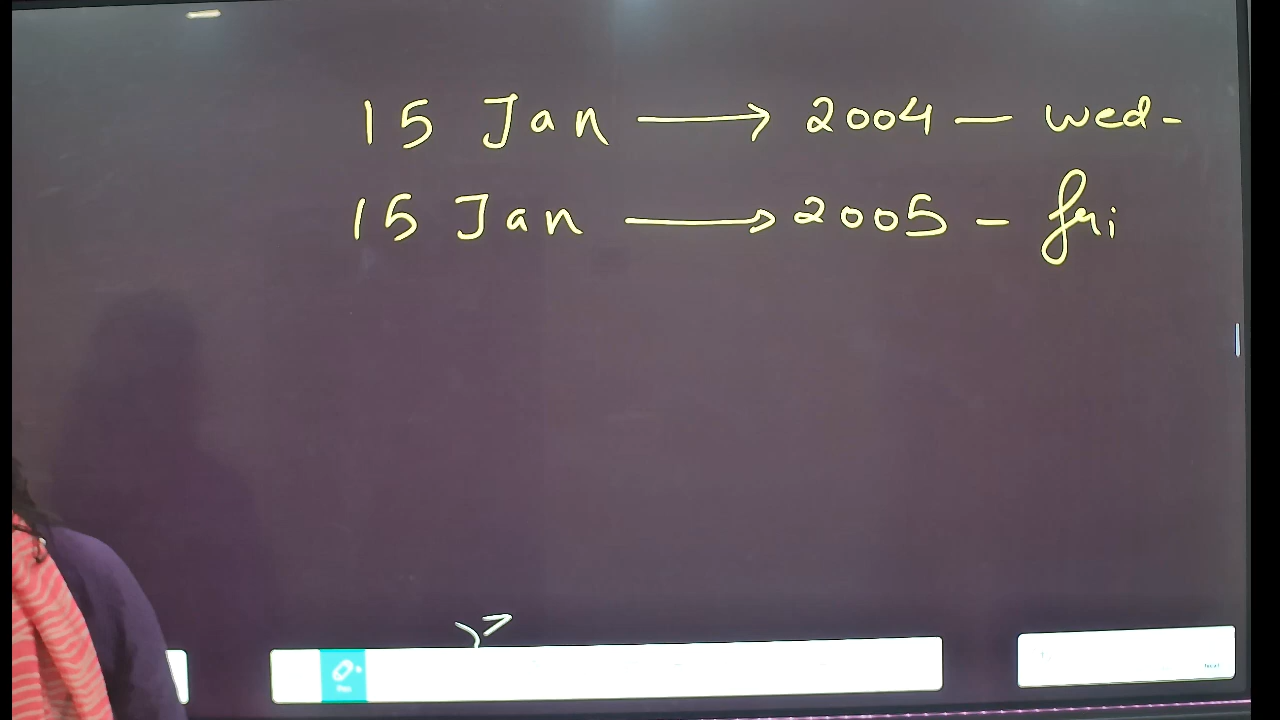 15 Jan → 2004 — wed-
15 Jan → 2005 - fri